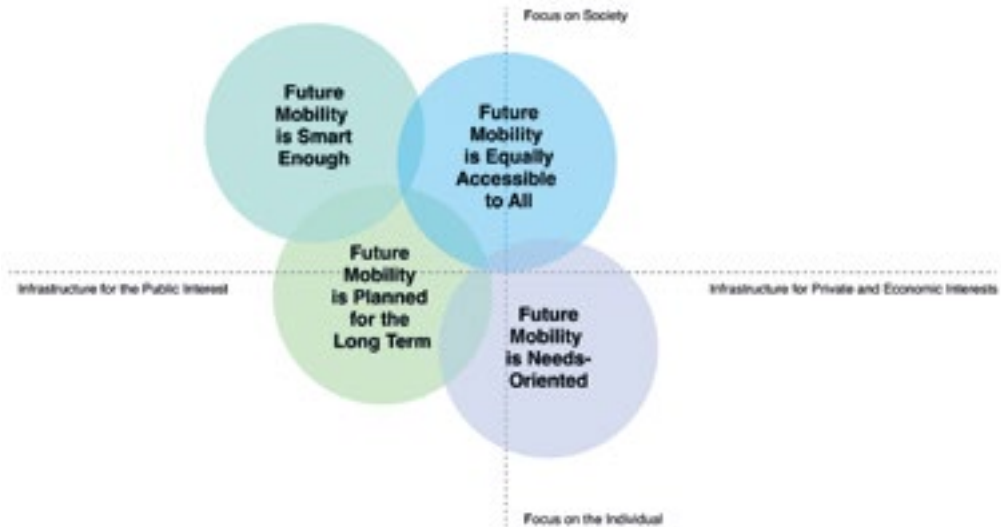 Focus on Society
Future
Mobility
is Smart
Enough
Future
Mobility
is Equally
Accessible
to All
Future
Mobility
is Planned
for the
Long Term
Infrastructure for the Public Interest
Infrastructure for Private and Economic Interests
Future
Mobility
is Needs-
Oriented
Focus on the Individual